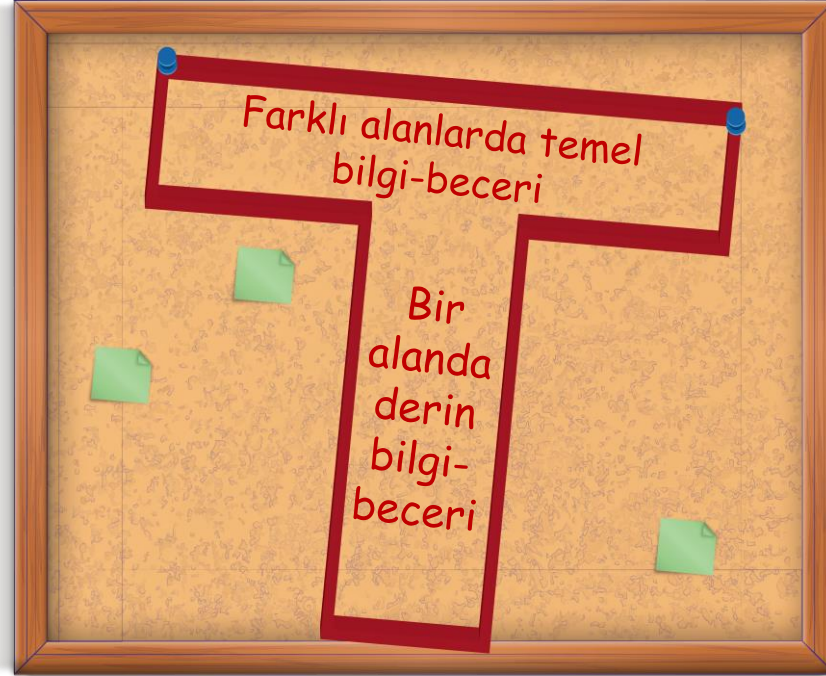 Farklı alanlarda temel
bilgi-beceri
Bir
alanda
derin
bilgi-
beceri